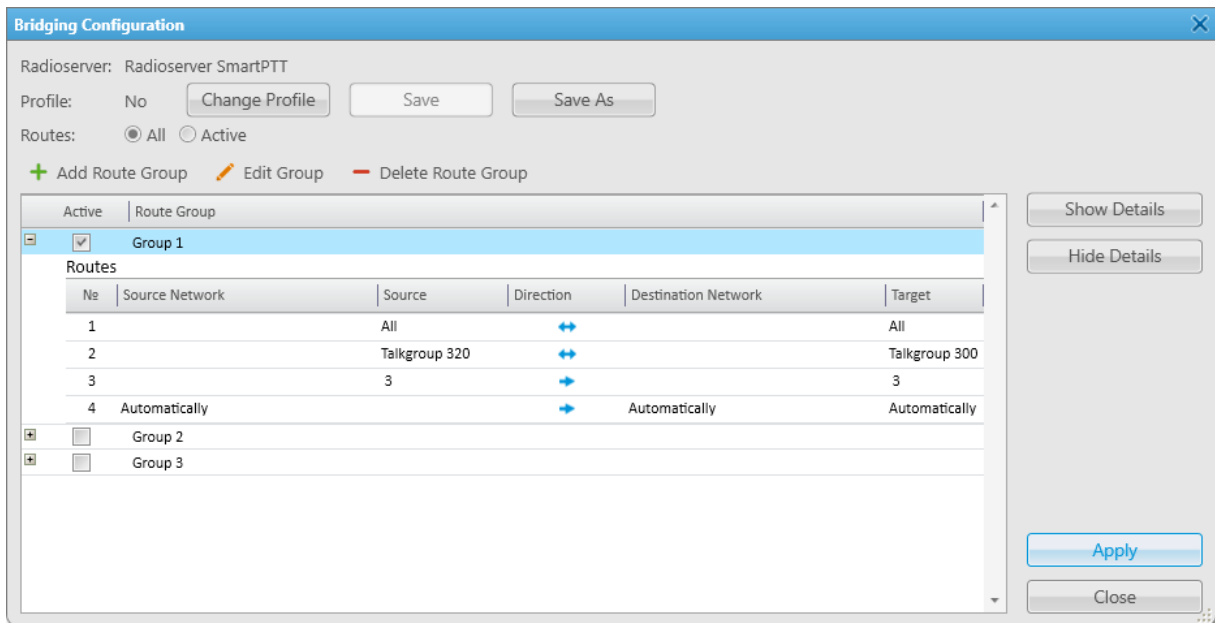 Bridging Configuration
Radioserver: Radioserver SmartPTT
Profile: No Change Profile Save Save As
Routes: All Active
Add Route Group Edit Group Delete Route Group
Active Route Group
Show Details
Group 1
Hide Details
Routes
№ Source Network Source Direction Destination Network Target
1 All All
2 Talkgroup 320 Talkgroup 300
3 3 3
4 Automatically Automatically Automatically
Group 2
Group 3
Apply
Close